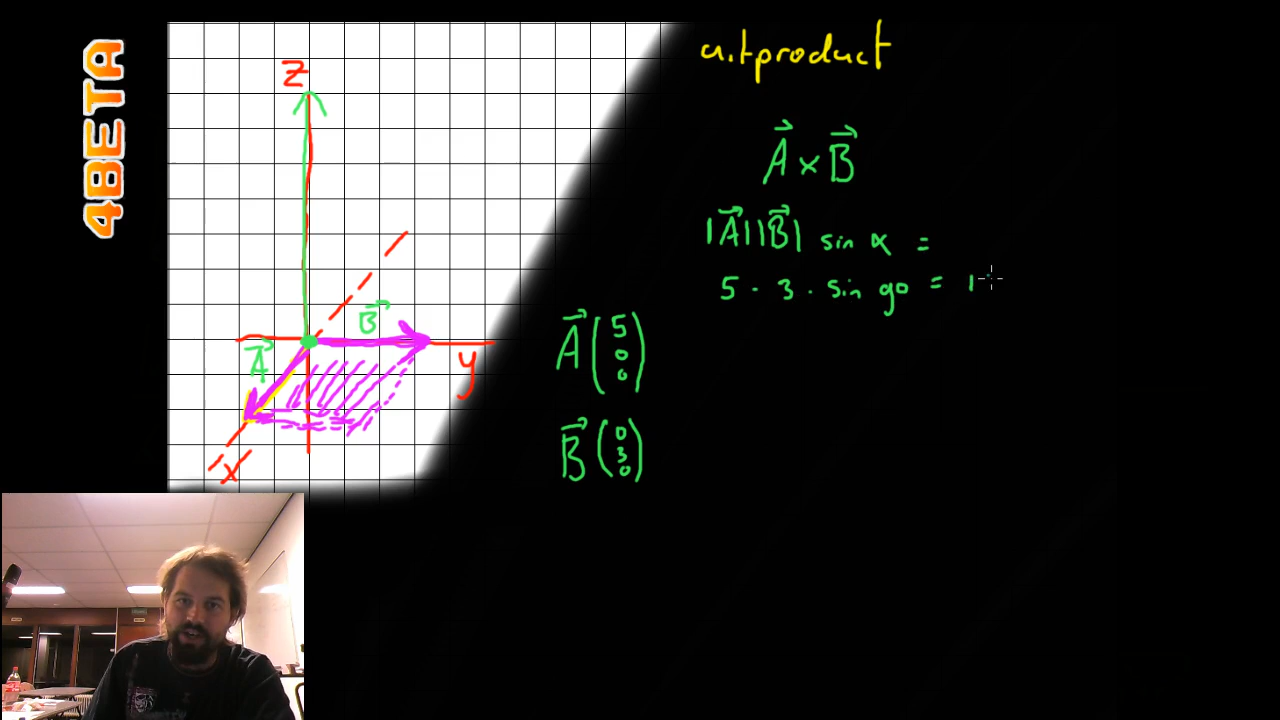 4BETA
uitproduct
Z
A⃗ × B⃗
|A⃗||B⃗| sin α =
5 · 3 · sin 90 = 1
B⃗
y
A⃗
x
A⃗ (5 0 0)
B⃗ (0 3 0)